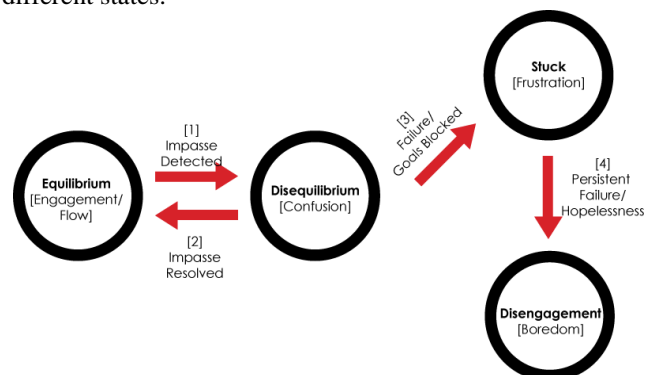 different states.
Equilibrium
[Engagement/
Flow]
[1]
Impasse
Detected
[2]
Impasse
Resolved
Disequilibrium
[Confusion]
[3]
Failure/
Goals Blocked
Stuck
[Frustration]
[4]
Persistent
Failure/
Hopelessness
Disengagement
[Boredom]